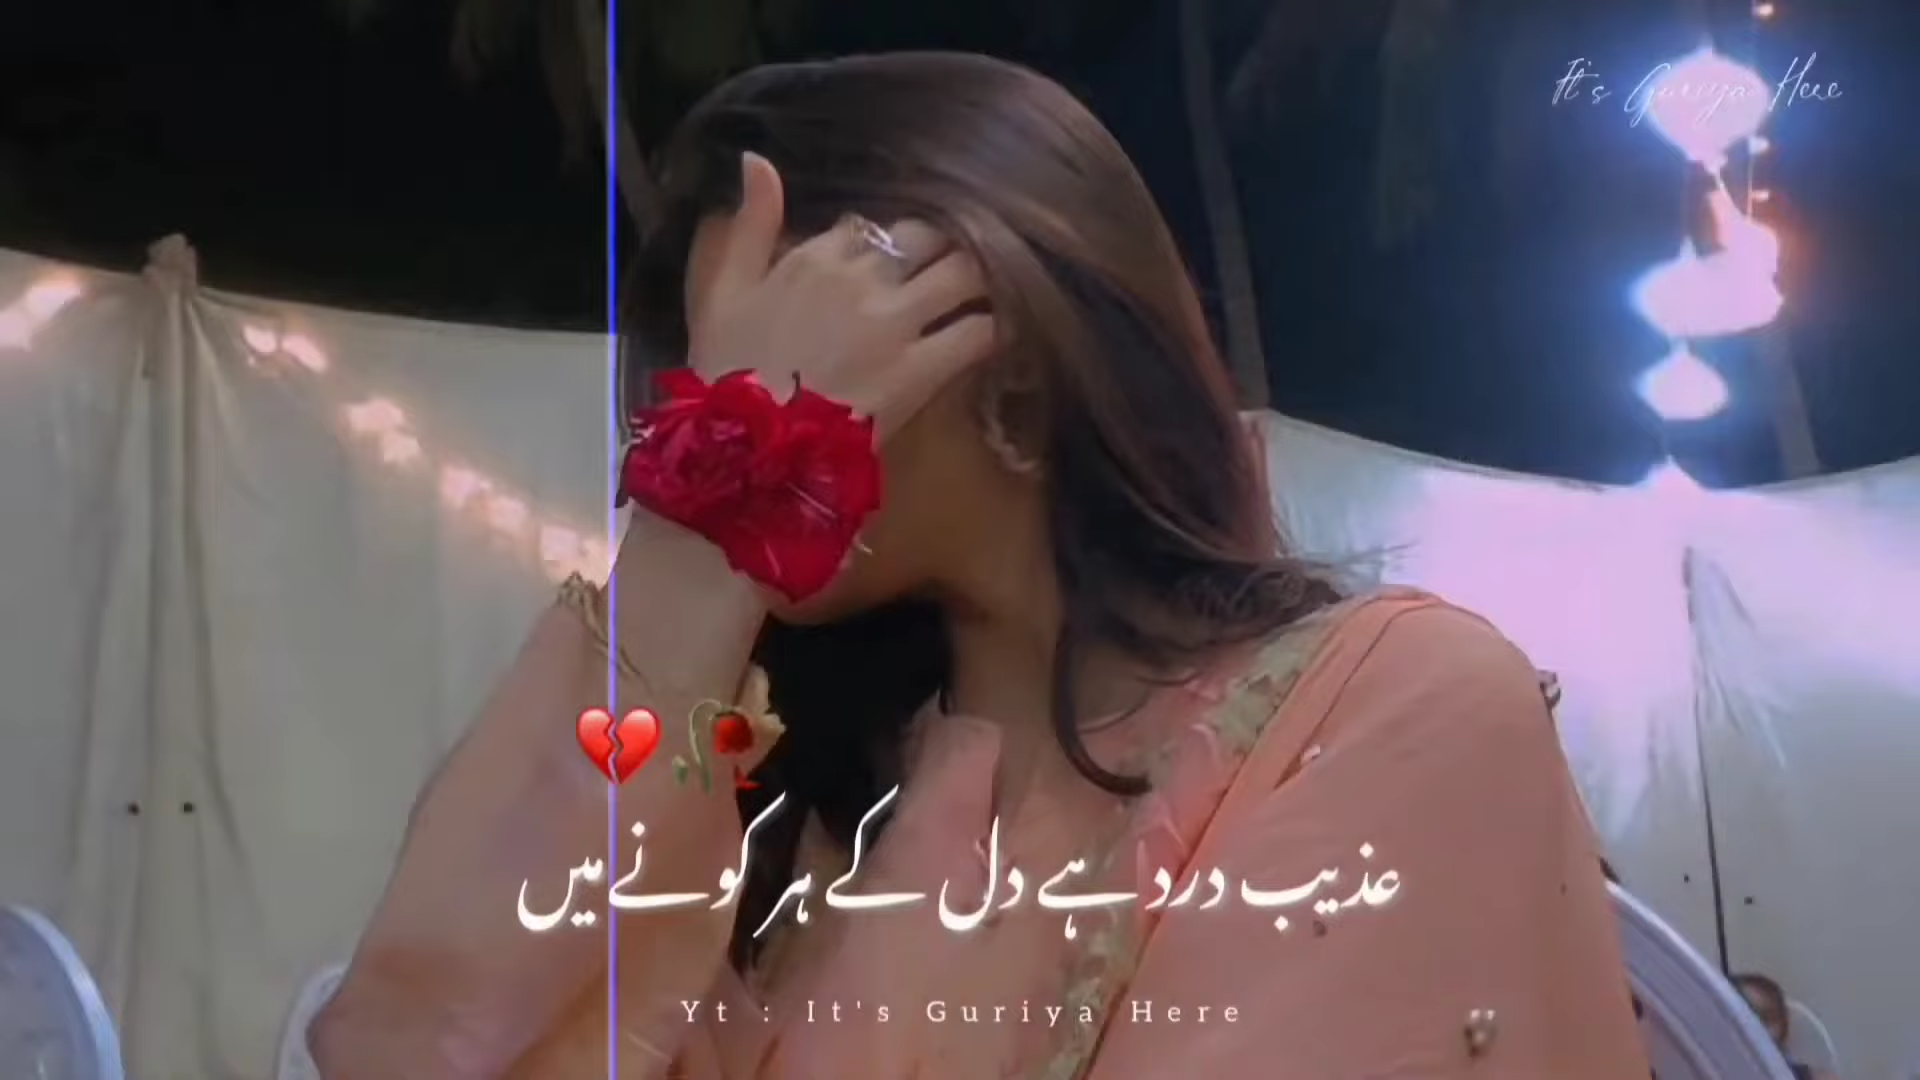 It's Guriya Here
💔🥀
عذیب درد ہے دل کے ہر کونے میں
Yt : It's Guriya Here